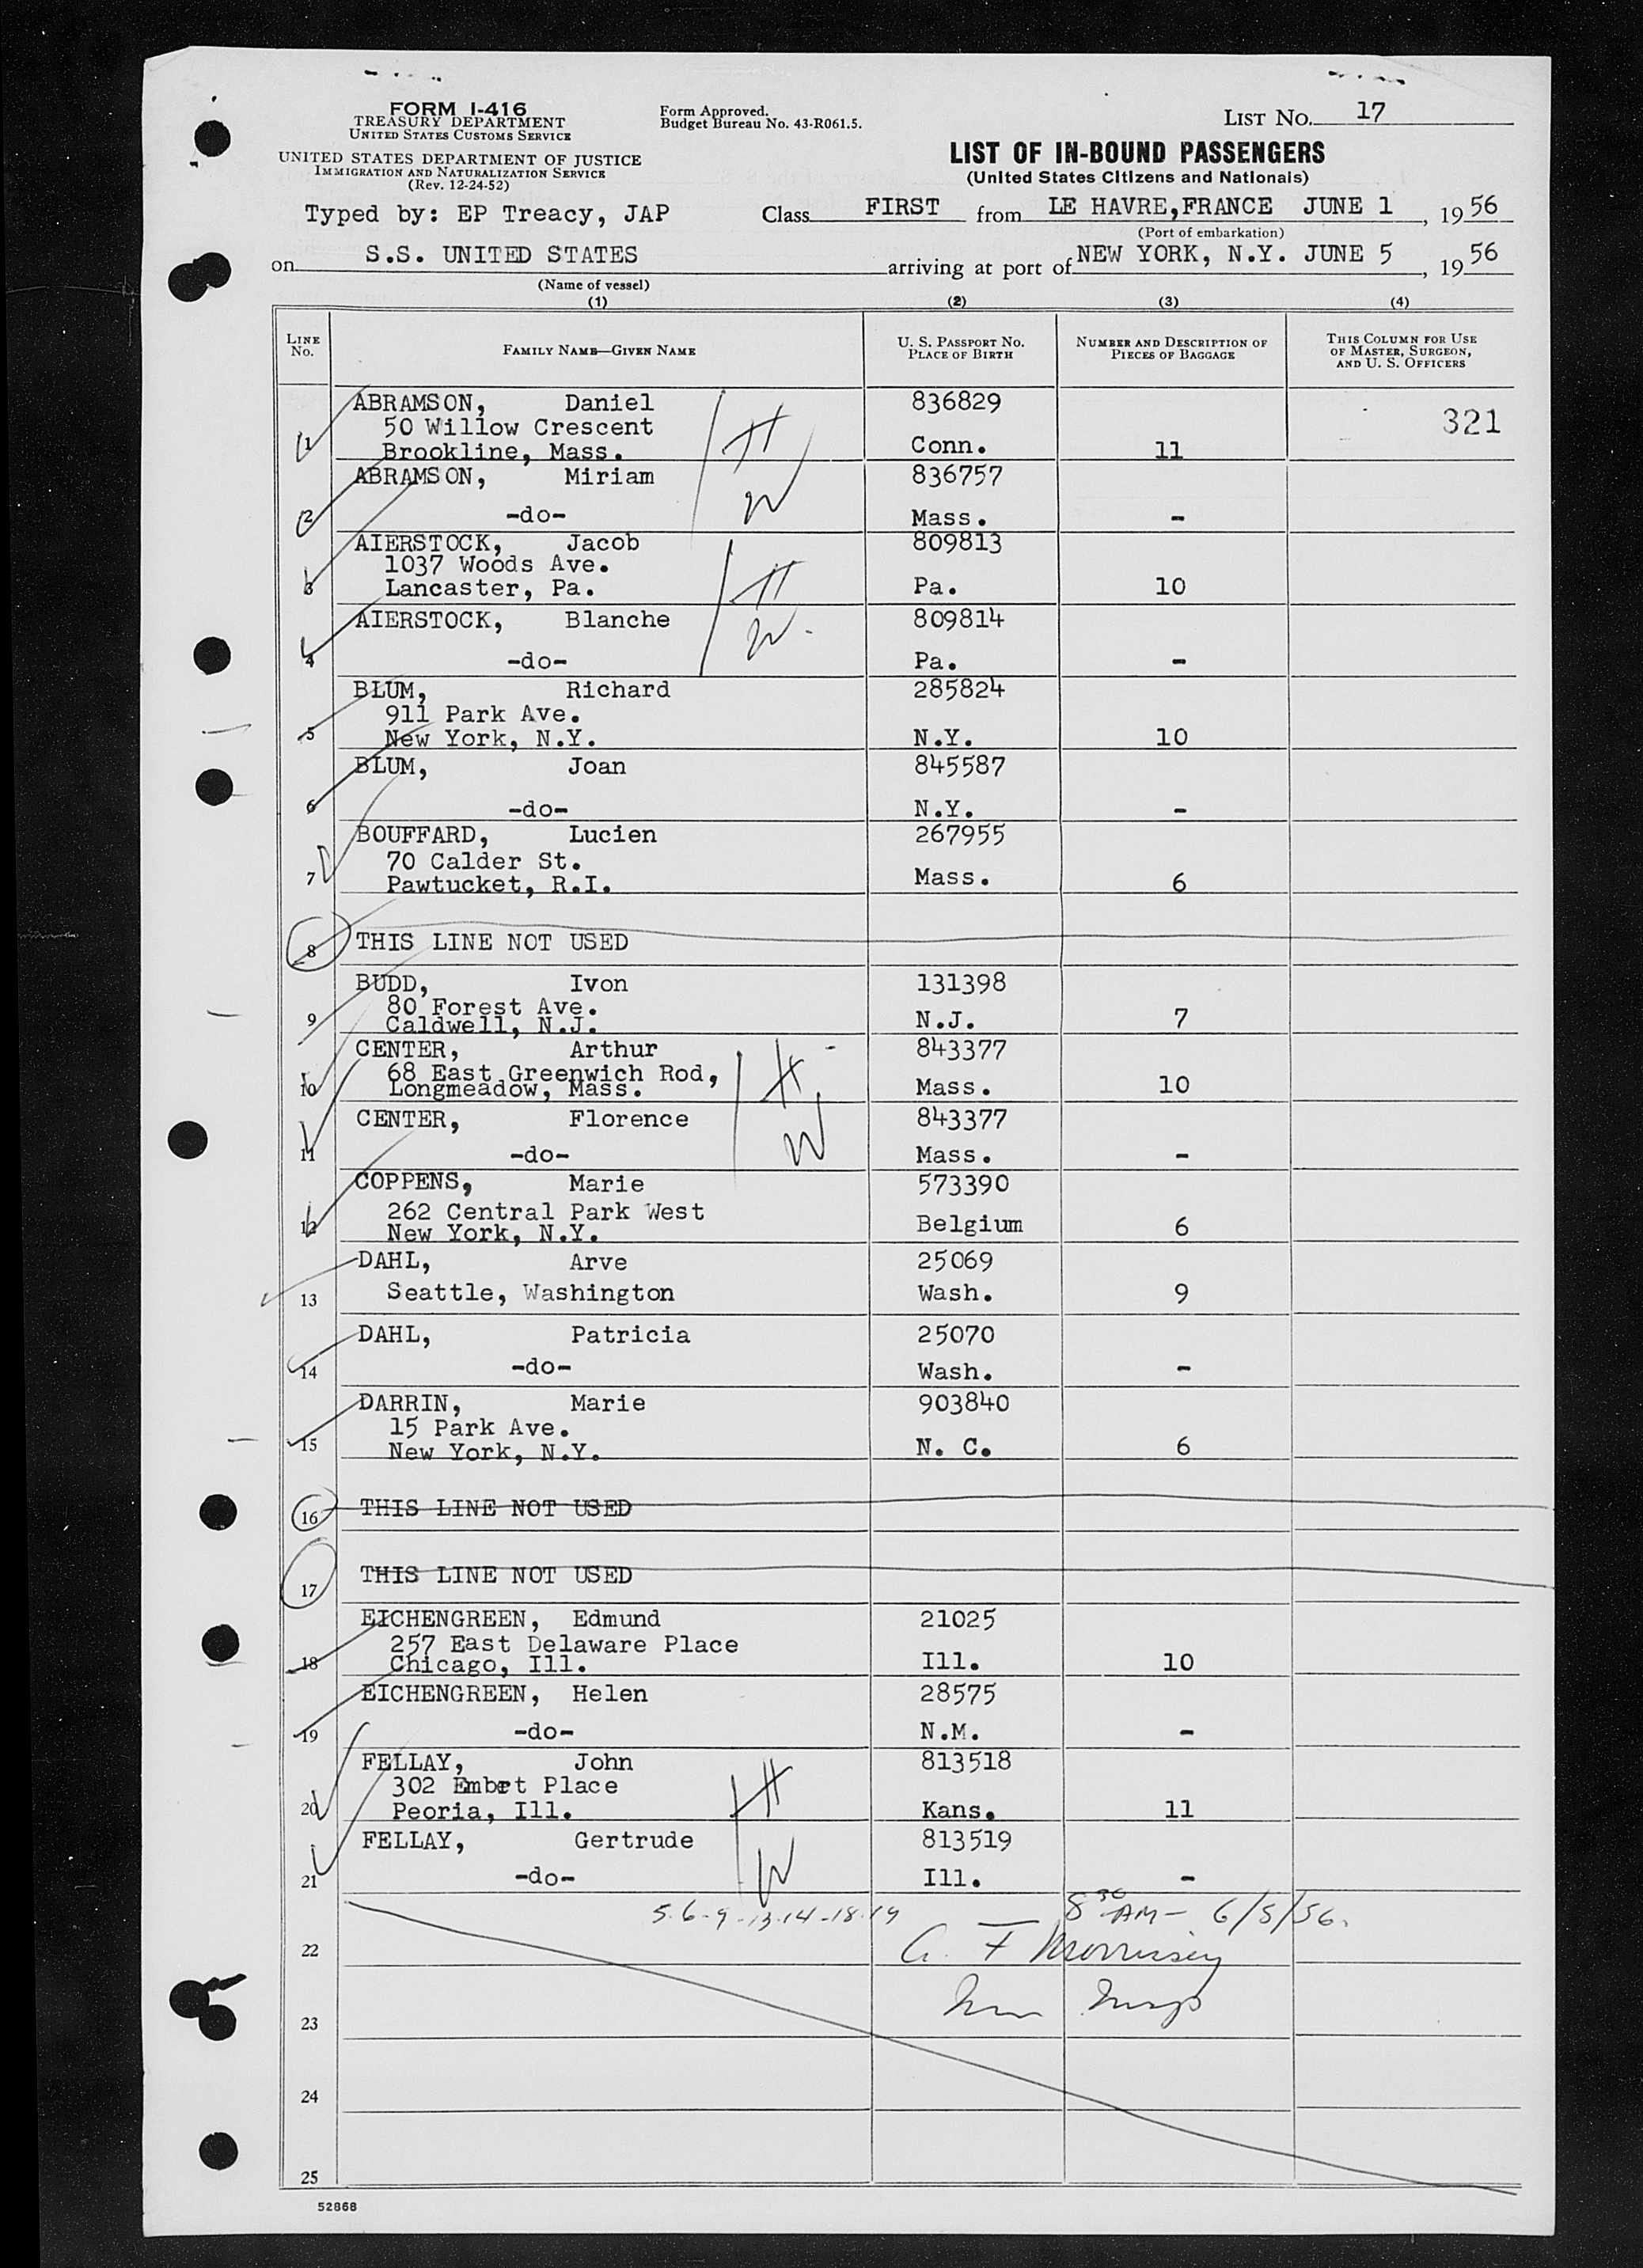 FORM I-416
TREASURY DEPARTMENT
UNITED STATES CUSTOMS SERVICE
UNITED STATES DEPARTMENT OF JUSTICE
IMMIGRATION AND NATURALIZATION SERVICE
(Rev. 12-24-52)
Form Approved.
Budget Bureau No. 43-R061.5.
LIST No. 17
LIST OF IN-BOUND PASSENGERS
(United States Citizens and Nationals)
Typed by: EP Treacy, JAP Class FIRST from LE HAVRE,FRANCE JUNE 1, 1956
(Port of embarkation)
on S.S. UNITED STATES arriving at port of NEW YORK, N.Y. JUNE 5, 1956
(Name of vessel)
(1) (2) (3) (4)
LINE No. FAMILY NAME—GIVEN NAME U. S. PASSPORT No. PLACE OF BIRTH NUMBER AND DESCRIPTION OF PIECES OF BAGGAGE THIS COLUMN FOR USE OF MASTER, SURGEON, AND U. S. OFFICERS
ABRAMSON, Daniel 836829
50 Willow Crescent 321
1 Brookline, Mass. H Conn. 11
ABRAMSON, Miriam 836757
2 -do- W Mass. -
AIERSTOCK, Jacob 809813
1037 Woods Ave.
3 Lancaster, Pa. H Pa. 10
AIERSTOCK, Blanche 809814
4 -do- W Pa. -
BLUM, Richard 285824
911 Park Ave.
5 New York, N.Y. N.Y. 10
BLUM, Joan 845587
6 -do- N.Y. -
BOUFFARD, Lucien 267955
70 Calder St.
7 Pawtucket, R.I. Mass. 6
8 THIS LINE NOT USED
BUDD, Ivon 131398
80 Forest Ave.
9 Caldwell, N.J. N.J. 7
CENTER, Arthur 843377
68 East Greenwich Rod,
10 Longmeadow, Mass. H Mass. 10
CENTER, Florence 843377
11 -do- W Mass. -
COPPENS, Marie 573390
262 Central Park West
12 New York, N.Y. Belgium 6
DAHL, Arve 25069
13 Seattle, Washington Wash. 9
DAHL, Patricia 25070
14 -do- Wash. -
DARRIN, Marie 903840
15 Park Ave.
15 New York, N.Y. N. C. 6
16 THIS LINE NOT USED
17 THIS LINE NOT USED
EICHENGREEN, Edmund 21025
257 East Delaware Place
18 Chicago, Ill. Ill. 10
EICHENGREEN, Helen 28575
19 -do- N.M. -
FELLAY, John 813518
302 Embrt Place
20 Peoria, Ill. H Kans. 11
FELLAY, Gertrude 813519
21 -do- W Ill. -
5-6-9-13-14-18-19 8 30 AM - 6/5/56.
22 G. F Morrissey
23
24
25
52868